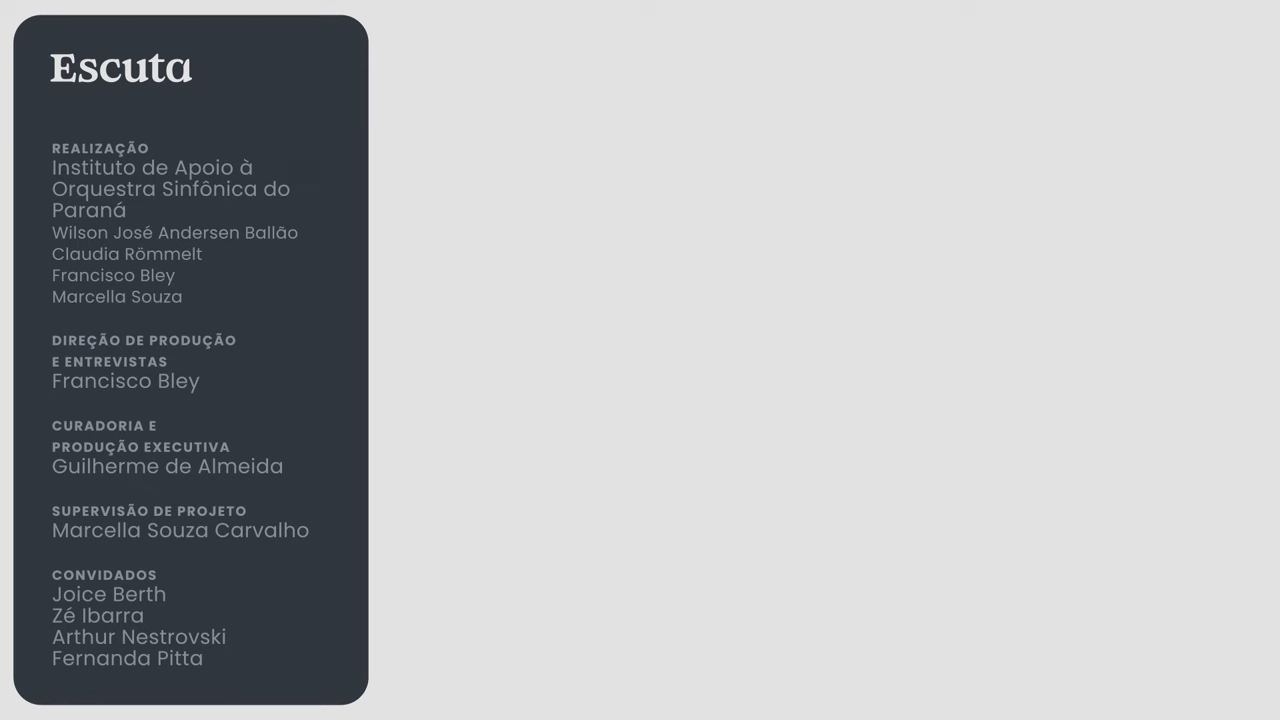 Escuta
REALIZAÇÃO
Instituto de Apoio à
Orquestra Sinfônica do
Paraná
Wilson José Andersen Ballão
Claudia Römmelt
Francisco Bley
Marcella Souza
DIREÇÃO DE PRODUÇÃO
E ENTREVISTAS
Francisco Bley
CURADORIA E
PRODUÇÃO EXECUTIVA
Guilherme de Almeida
SUPERVISÃO DE PROJETO
Marcella Souza Carvalho
CONVIDADOS
Joice Berth
Zé Ibarra
Arthur Nestrovski
Fernanda Pitta